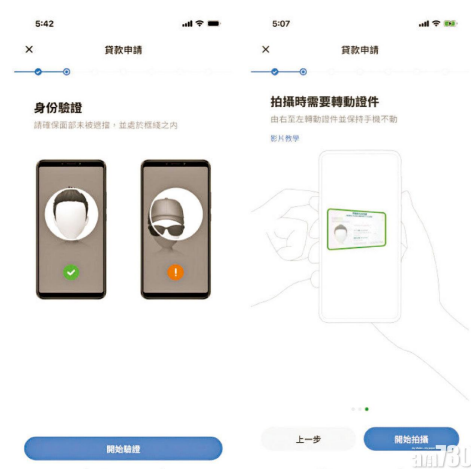 5:42
貸款申請
身份驗證
請確保面部未被遮擋，並處於框綫之內
開始驗證
5:07
貸款申請
拍攝時需要轉動證件
由右至左轉動證件並保持手機不動
影片教學
上一步
開始拍攝
am730